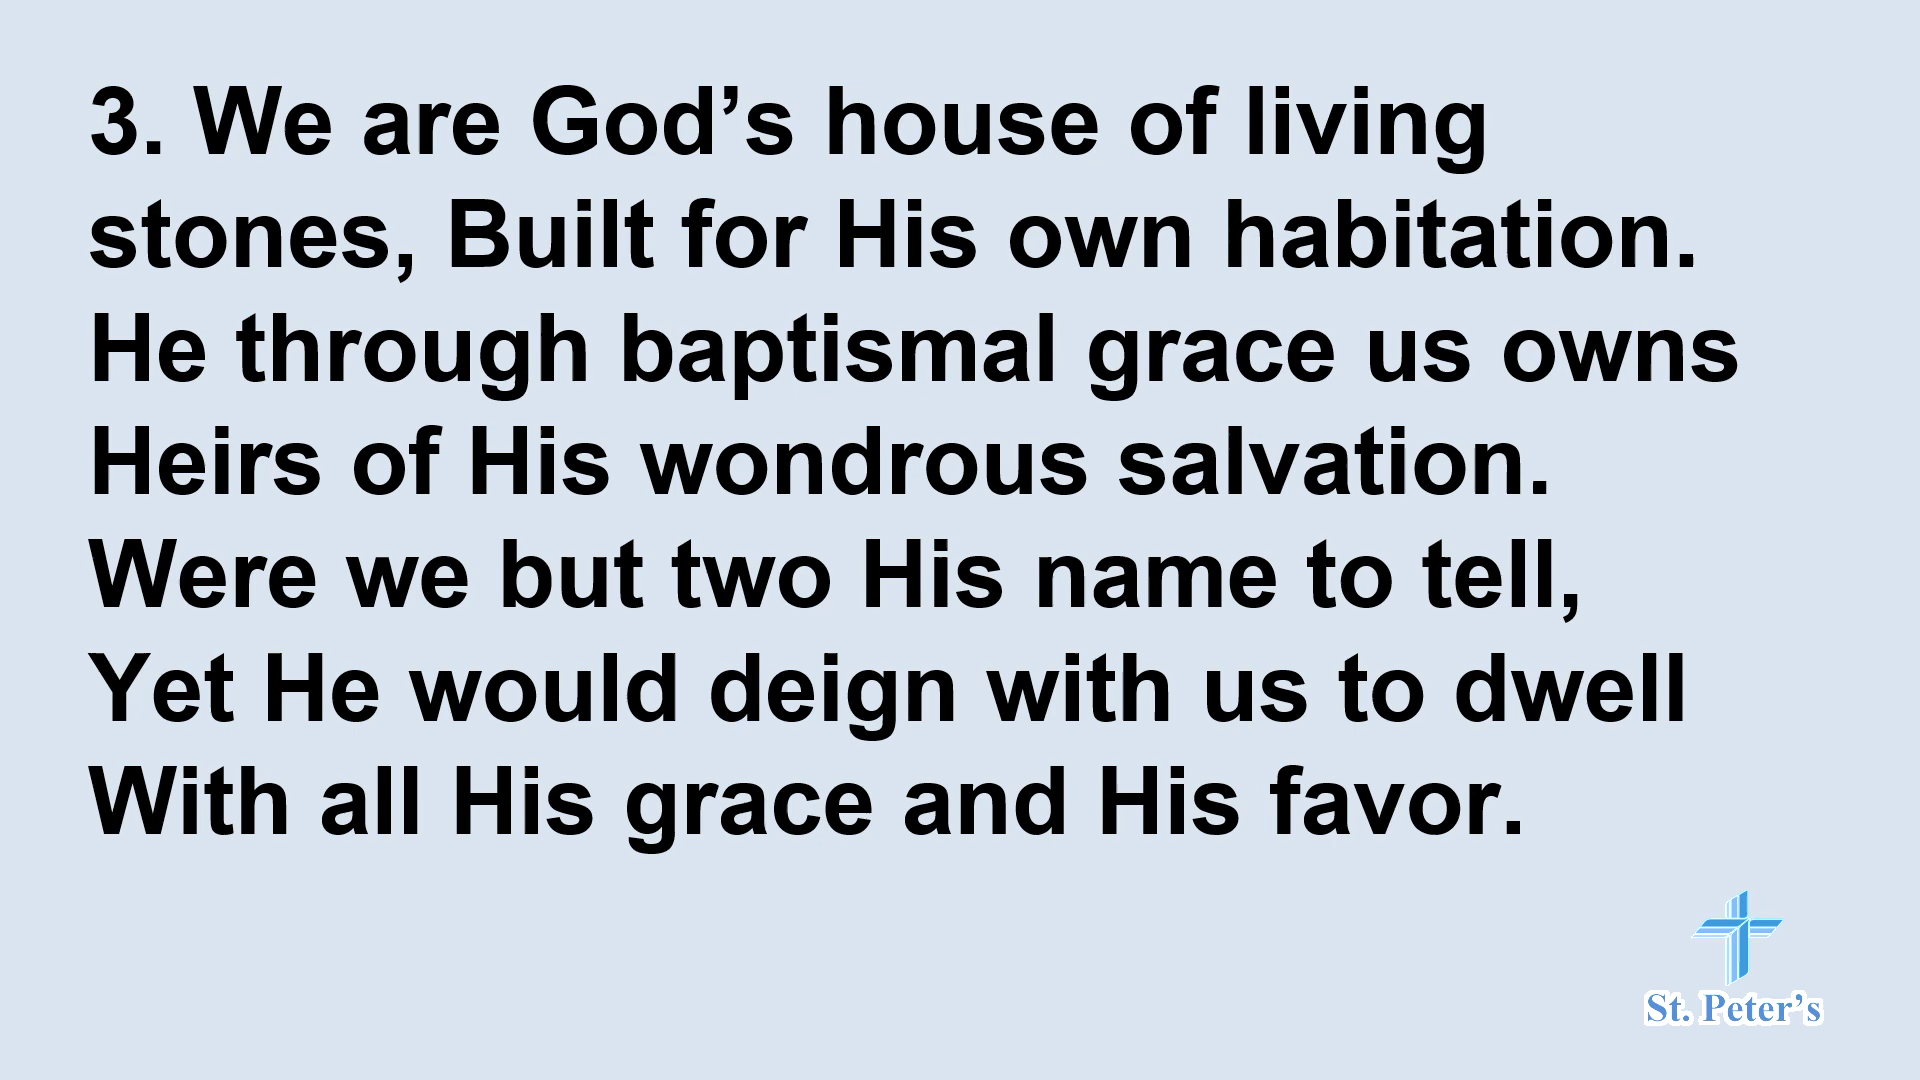 3. We are God’s house of living
stones, Built for His own habitation.
He through baptismal grace us owns
Heirs of His wondrous salvation.
Were we but two His name to tell,
Yet He would deign with us to dwell
With all His grace and His favor.
St. Peter’s